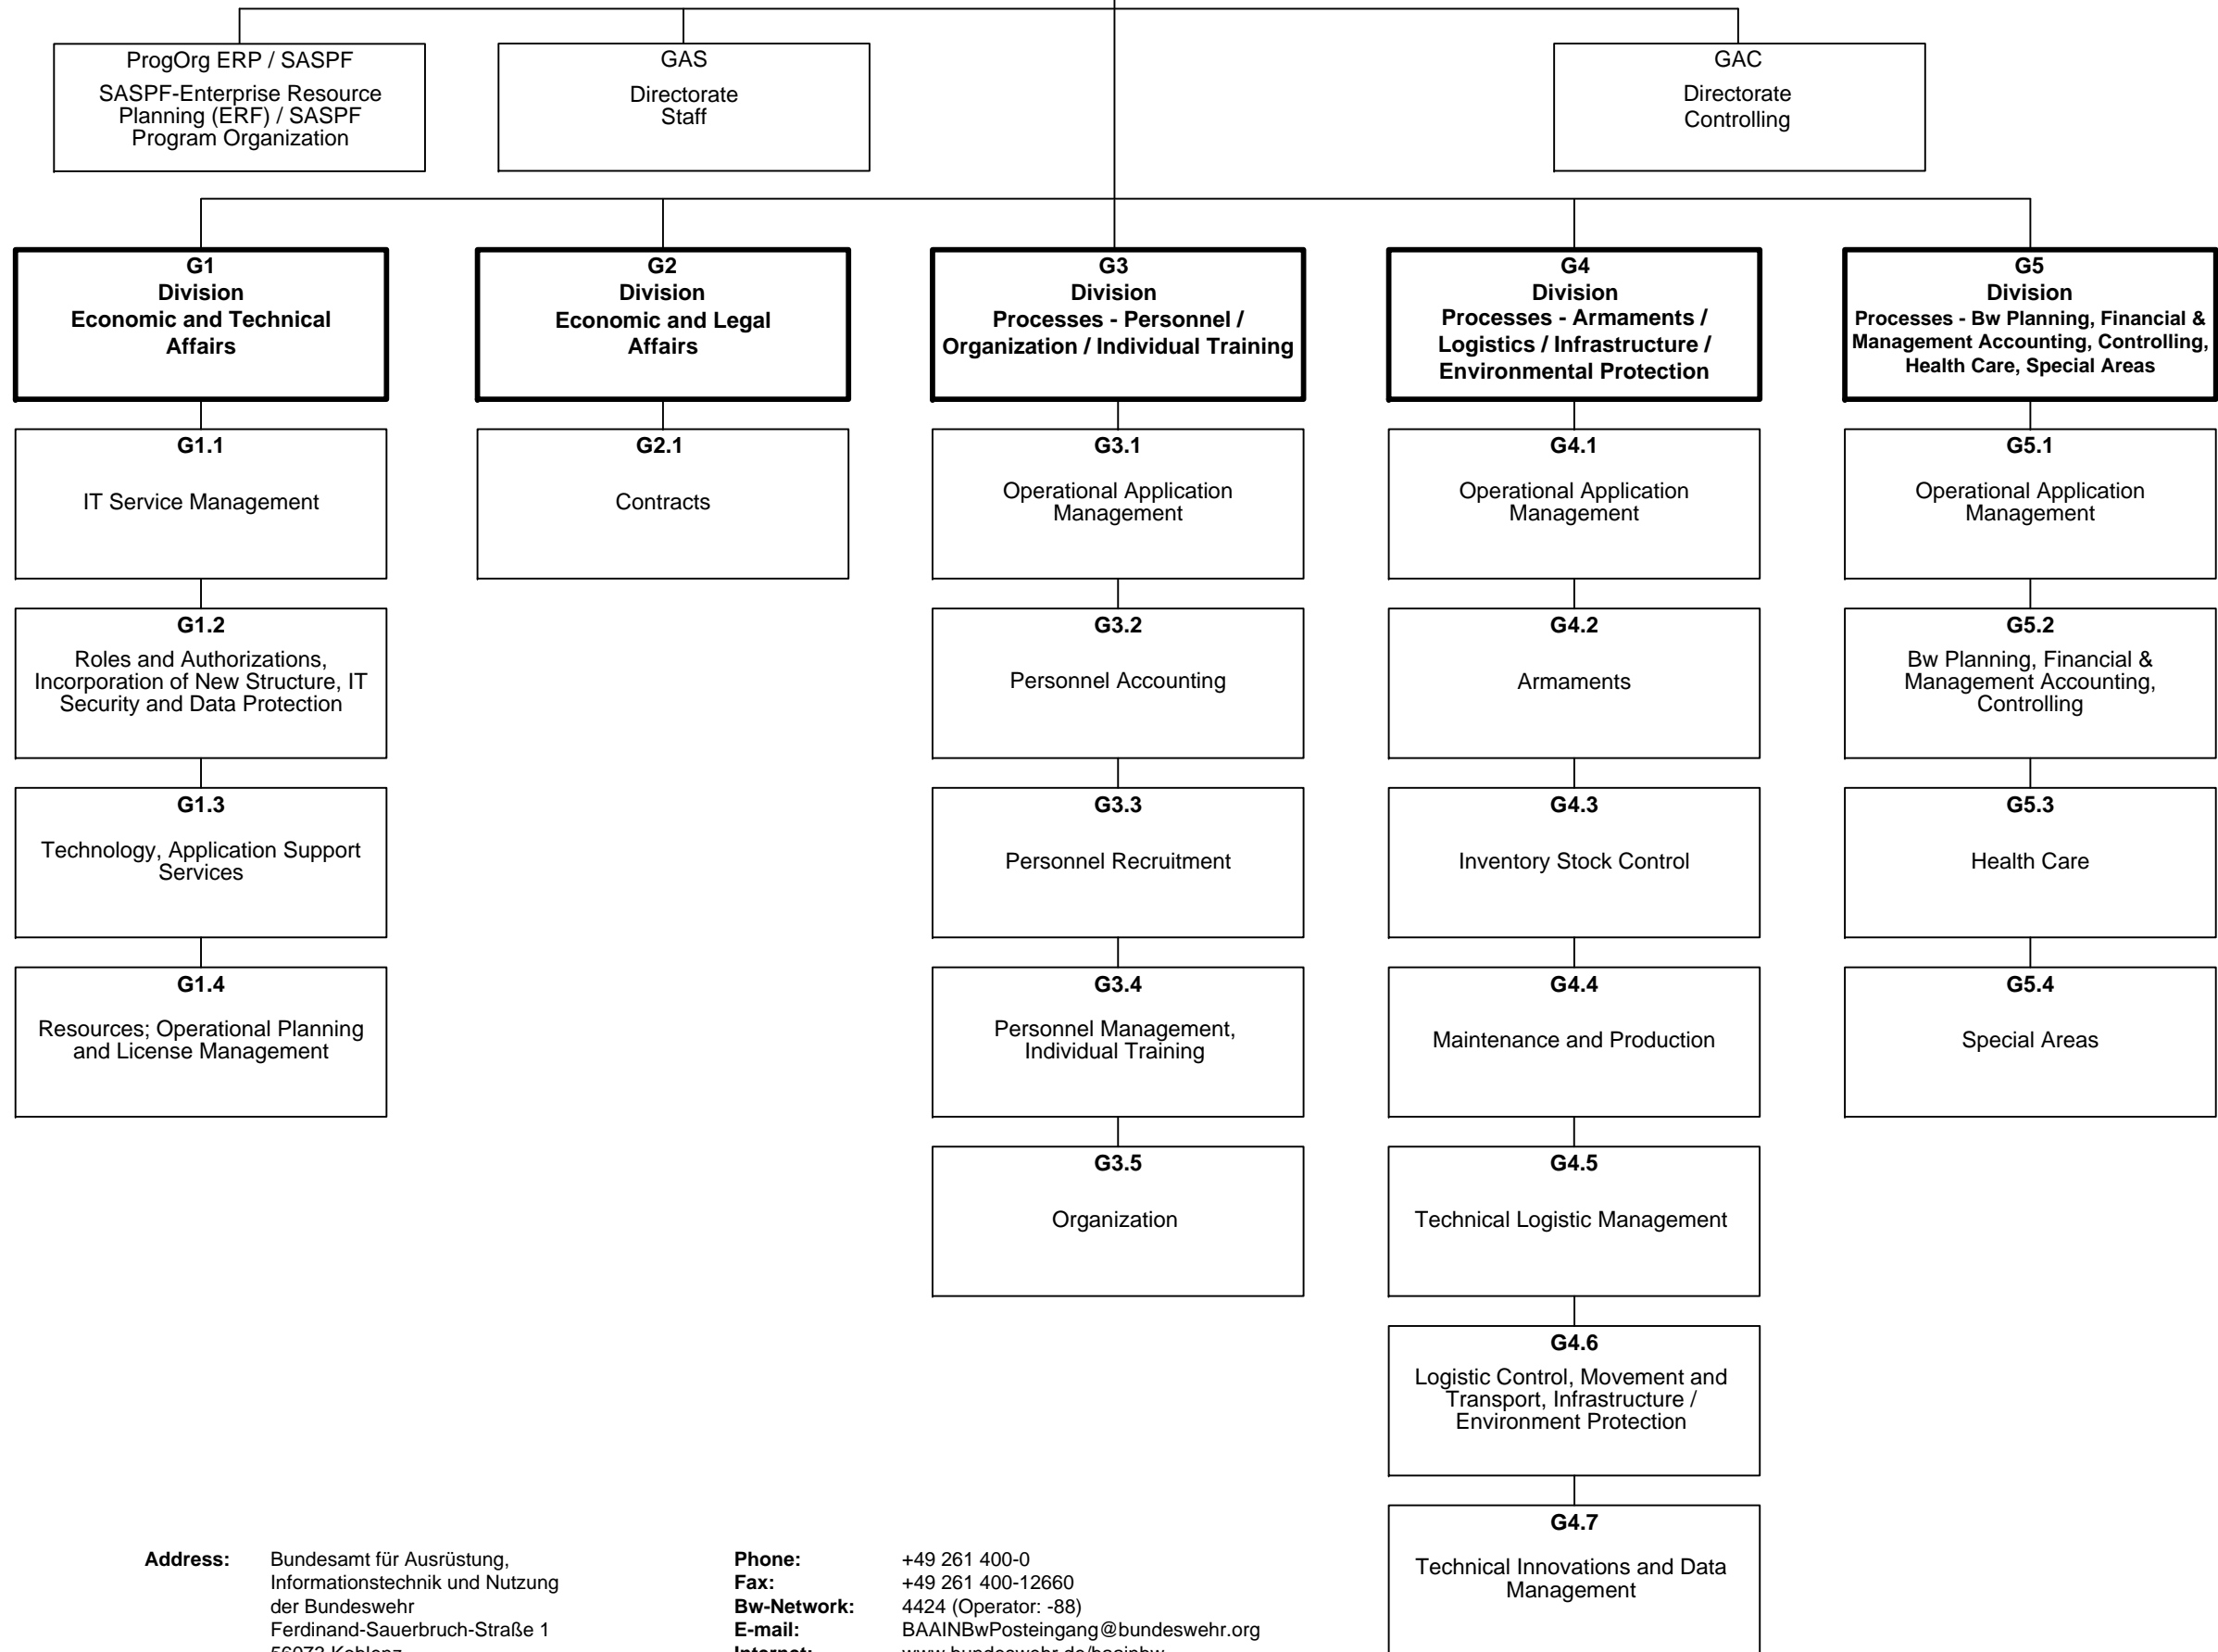 ProgOrg ERP / SASPF
SASPF-Enterprise Resource
Planning (ERF) / SASPF
Program Organization
GAS
Directorate
Staff
GAC
Directorate
Controlling
G1
Division
Economic and Technical
Affairs
G2
Division
Economic and Legal
Affairs
G3
Division
Processes - Personnel /
Organization / Individual Training
G4
Division
Processes - Armaments /
Logistics / Infrastructure /
Environmental Protection
G5
Division
Processes - Bw Planning, Financial &
Management Accounting, Controlling,
Health Care, Special Areas
G1.1
IT Service Management
G2.1
Contracts
G3.1
Operational Application
Management
G4.1
Operational Application
Management
G5.1
Operational Application
Management
G1.2
Roles and Authorizations,
Incorporation of New Structure, IT
Security and Data Protection
G3.2
Personnel Accounting
G4.2
Armaments
G5.2
Bw Planning, Financial &
Management Accounting,
Controlling
G1.3
Technology, Application Support
Services
G3.3
Personnel Recruitment
G4.3
Inventory Stock Control
G5.3
Health Care
G1.4
Resources; Operational Planning
and License Management
G3.4
Personnel Management,
Individual Training
G4.4
Maintenance and Production
G5.4
Special Areas
G3.5
Organization
G4.5
Technical Logistic Management
G4.6
Logistic Control, Movement and
Transport, Infrastructure /
Environment Protection
G4.7
Technical Innovations and Data
Management
Address: Bundesamt für Ausrüstung,
Informationstechnik und Nutzung
der Bundeswehr
Ferdinand-Sauerbruch-Straße 1
56073 Koblenz
Phone: +49 261 400-0
Fax: +49 261 400-12660
Bw-Network: 4424 (Operator: -88)
E-mail: BAAINBwPosteingang@bundeswehr.org
Internet: www.bundeswehr.de/baainbw